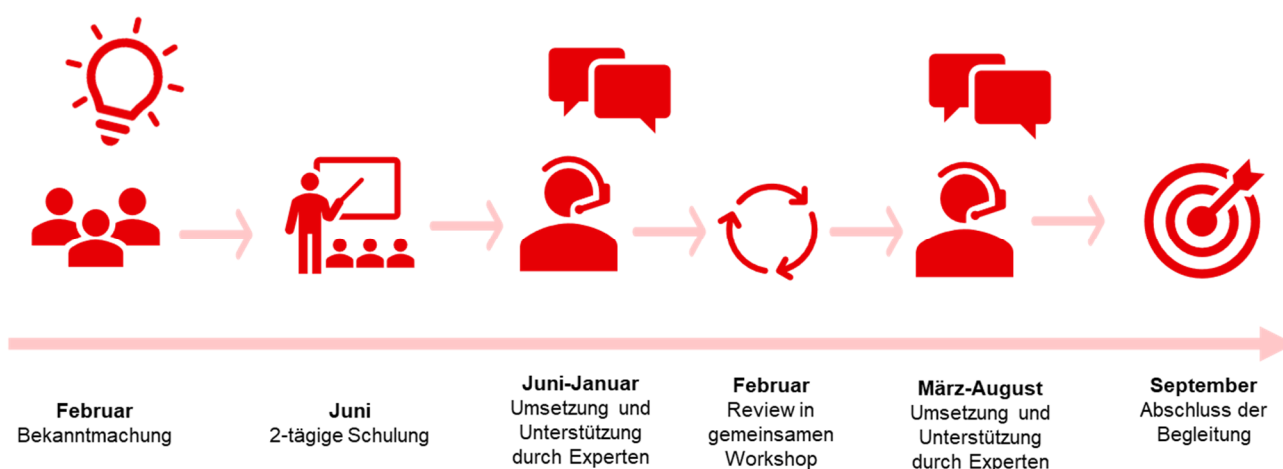 Februar
Bekanntmachung
Juni
2-tägige Schulung
Juni-Januar
Umsetzung und
Unterstützung
durch Experten
Februar
Review in
gemeinsamen
Workshop
März-August
Umsetzung und
Unterstützung
durch Experten
September
Abschluss der
Begleitung